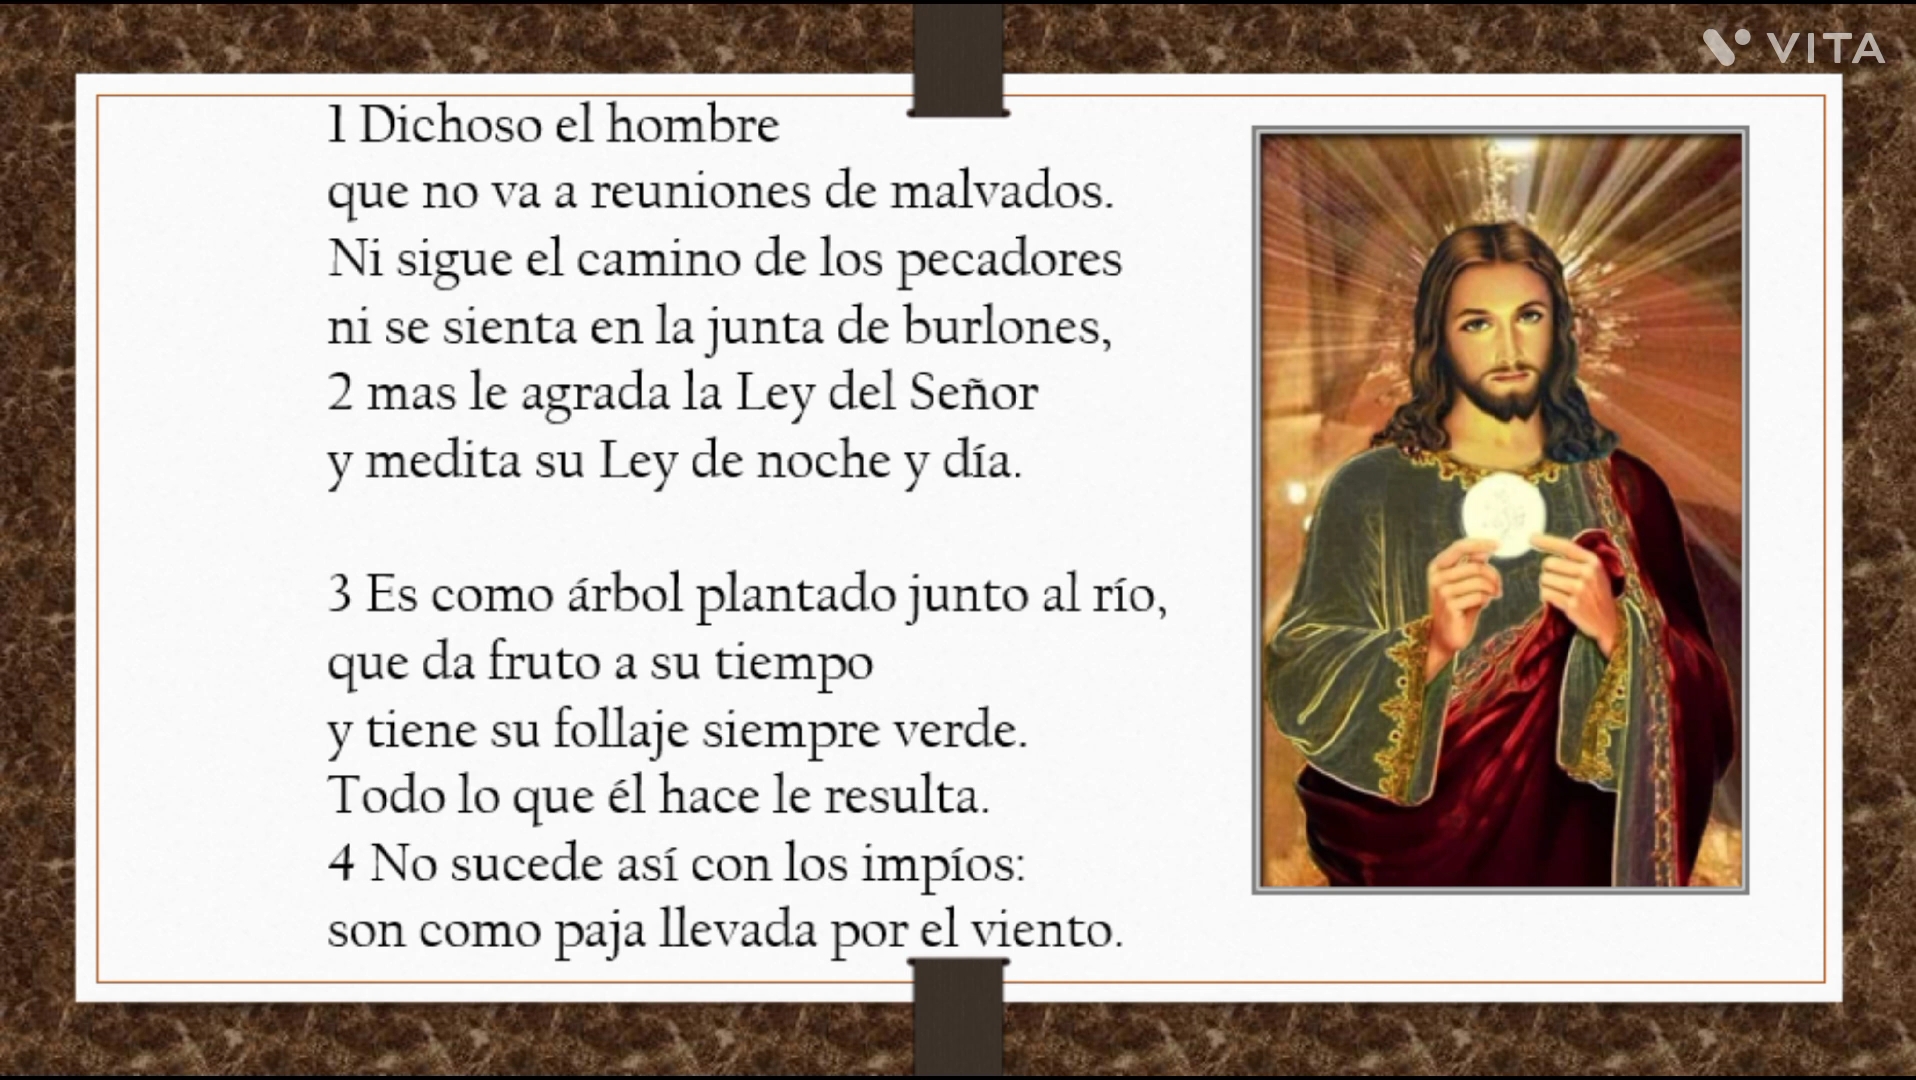 VITA
1 Dichoso el hombre
que no va a reuniones de malvados.
Ni sigue el camino de los pecadores
ni se sienta en la junta de burlones,
2 mas le agrada la Ley del Señor
y medita su Ley de noche y día.
3 Es como árbol plantado junto al río,
que da fruto a su tiempo
y tiene su follaje siempre verde.
Todo lo que él hace le resulta.
4 No sucede así con los impíos:
son como paja llevada por el viento.